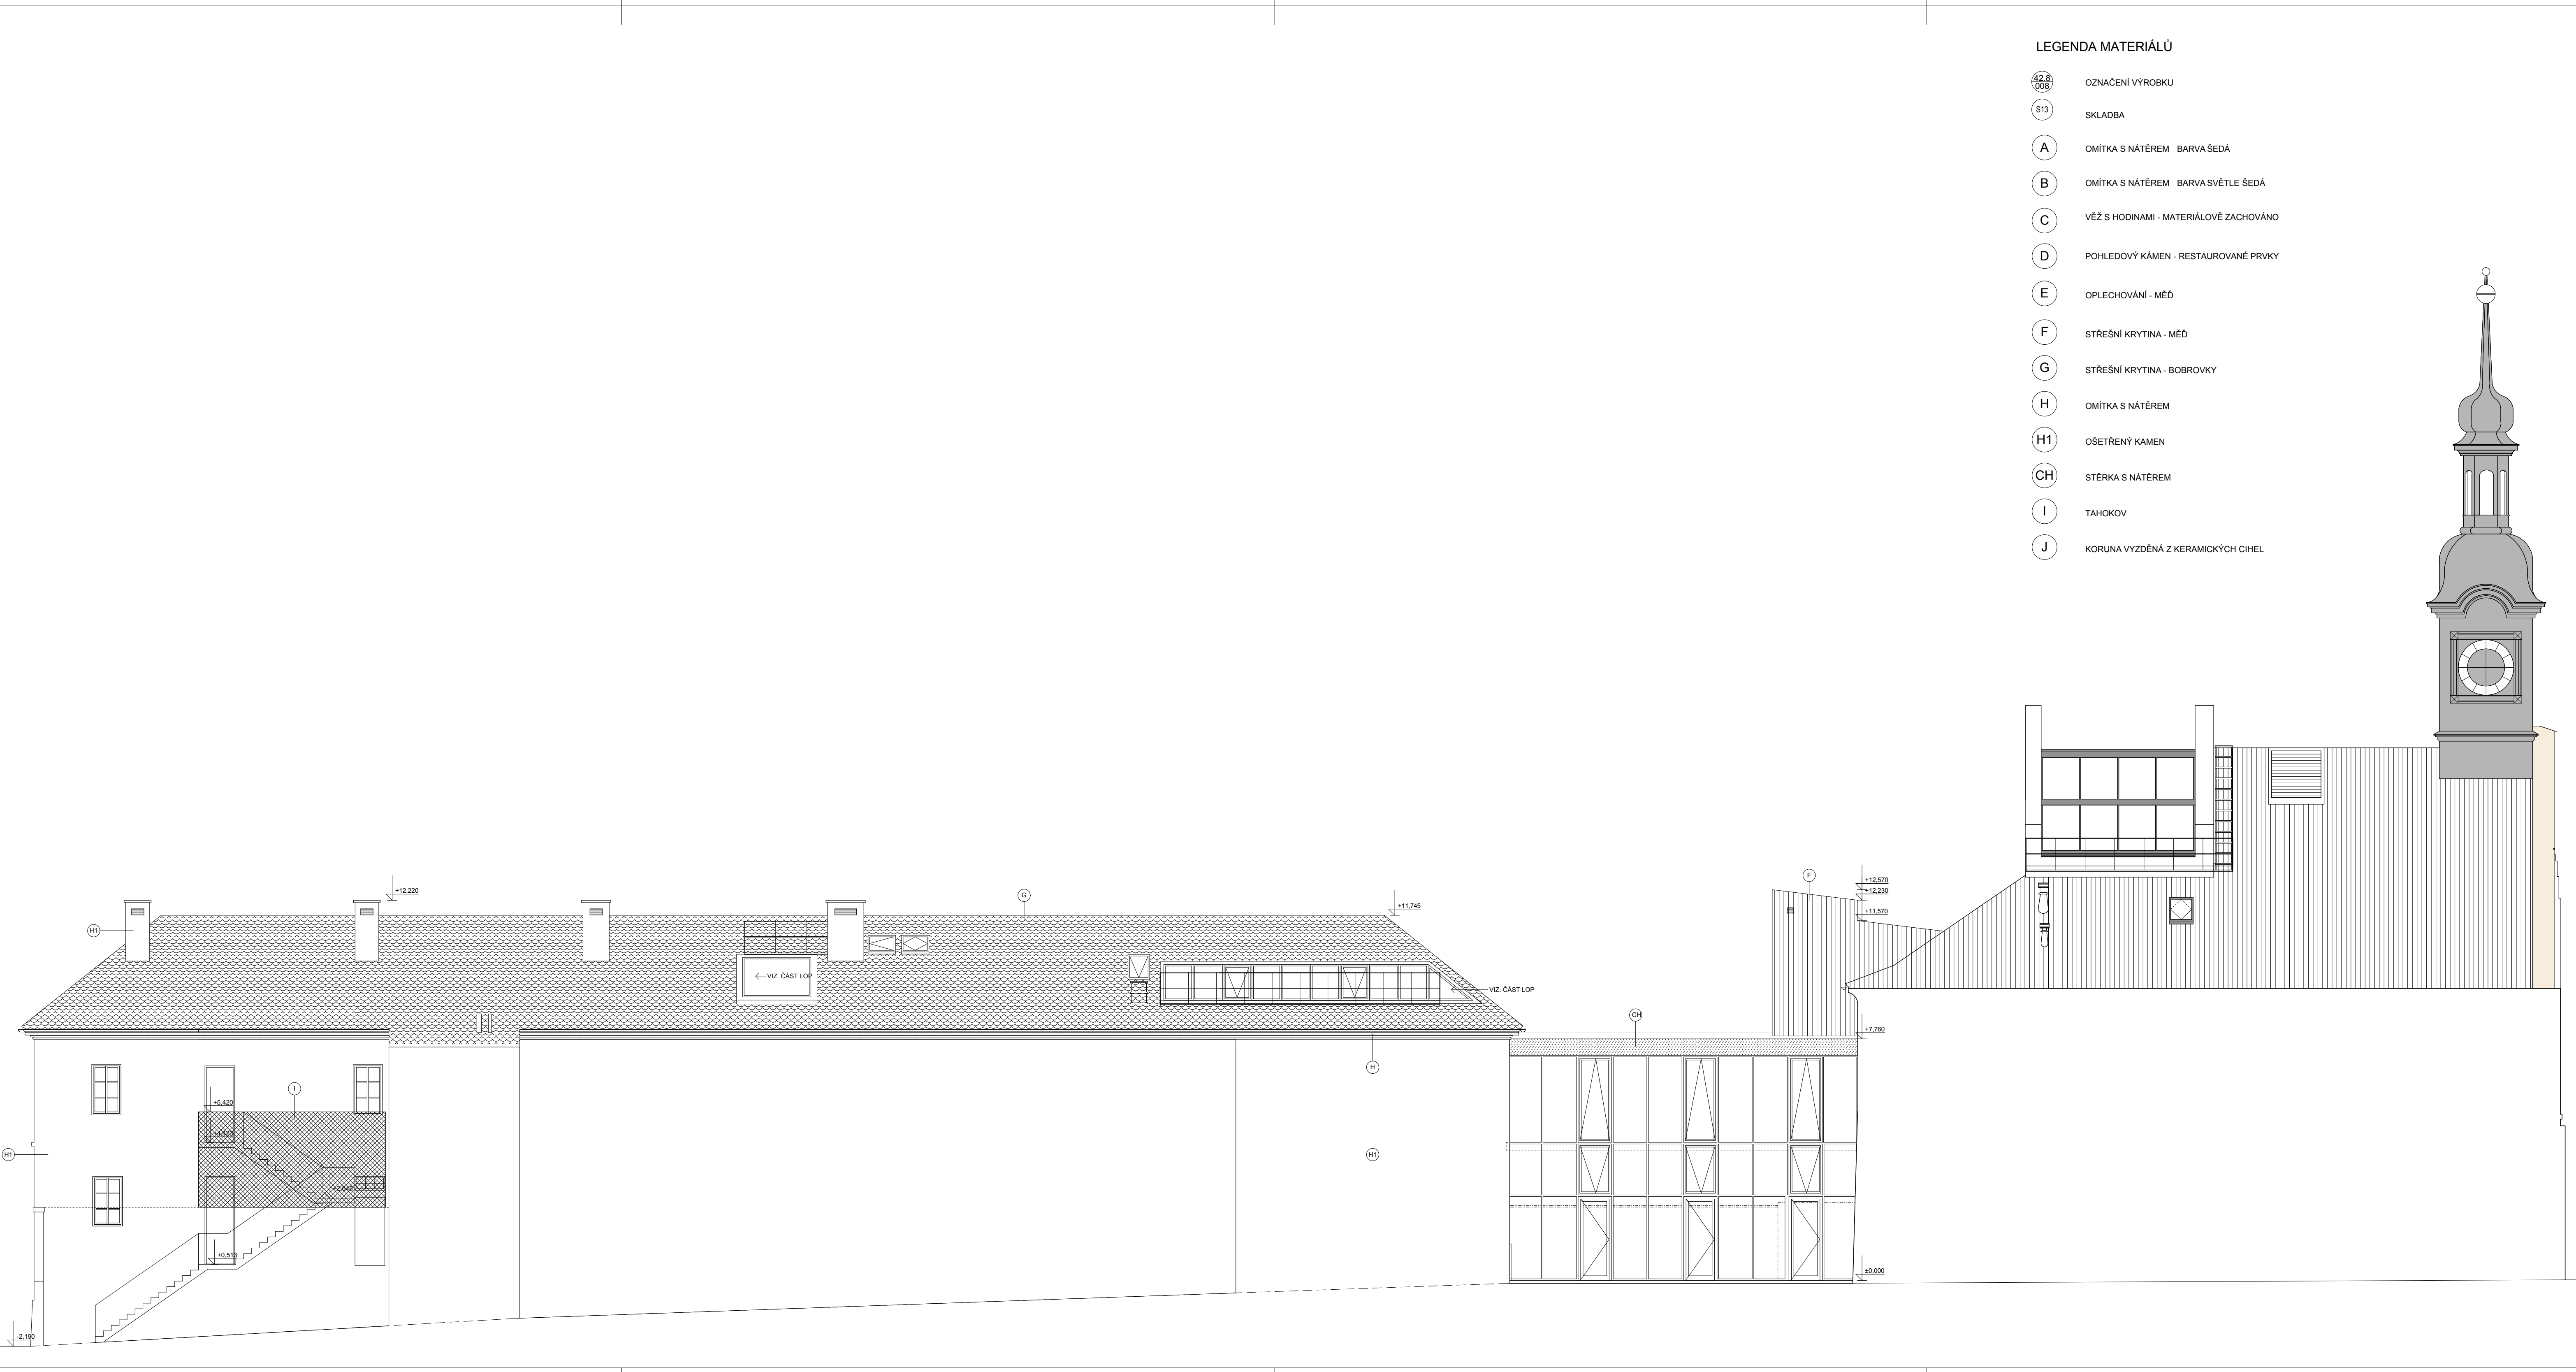 LEGENDA MATERIÁLŮ
42.8
008
OZNAČENÍ VÝROBKU
S13
SKLADBA
A
OMÍTKA S NÁTĚREM BARVA ŠEDÁ
B
OMÍTKA S NÁTĚREM BARVA SVĚTLE ŠEDÁ
C
VĚŽ S HODINAMI - MATERIÁLOVĚ ZACHOVÁNO
D
POHLEDOVÝ KÁMEN - RESTAUROVANÉ PRVKY
E
OPLECHOVÁNÍ - MĚĎ
F
STŘEŠNÍ KRYTINA - MĚĎ
G
STŘEŠNÍ KRYTINA - BOBROVKY
H
OMÍTKA S NÁTĚREM
H1
OŠETŘENÝ KAMEN
CH
STĚRKA S NÁTĚREM
I
TAHOKOV
J
KORUNA VYZDĚNÁ Z KERAMICKÝCH CIHEL
F
+12,570
+12,230
+12,220
G
+11,745
+11,570
H1
VIZ. ČÁST LOP
VIZ. ČÁST LOP
CH
+7,760
H
I
+5,420
+4,423
H1
H1
+2,645
+0,513
±0,000
-2,190